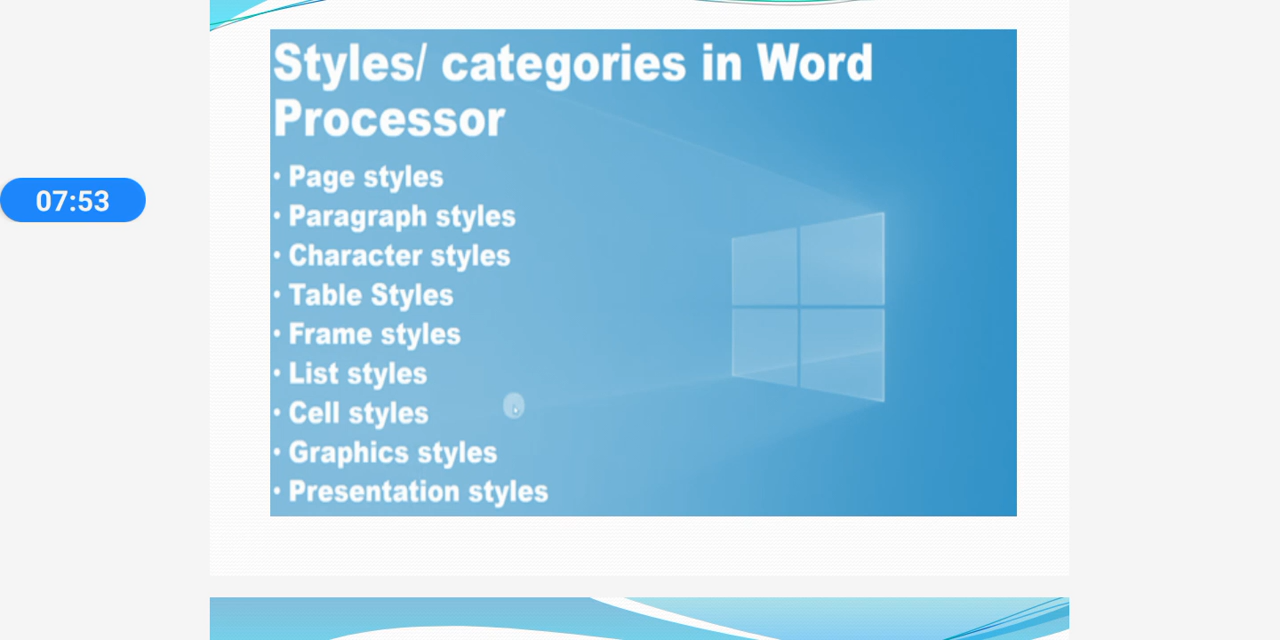 Styles/ categories in Word
Processor
• Page styles
• Paragraph styles
• Character styles
• Table Styles
• Frame styles
• List styles
• Cell styles
• Graphics styles
• Presentation styles
07:53